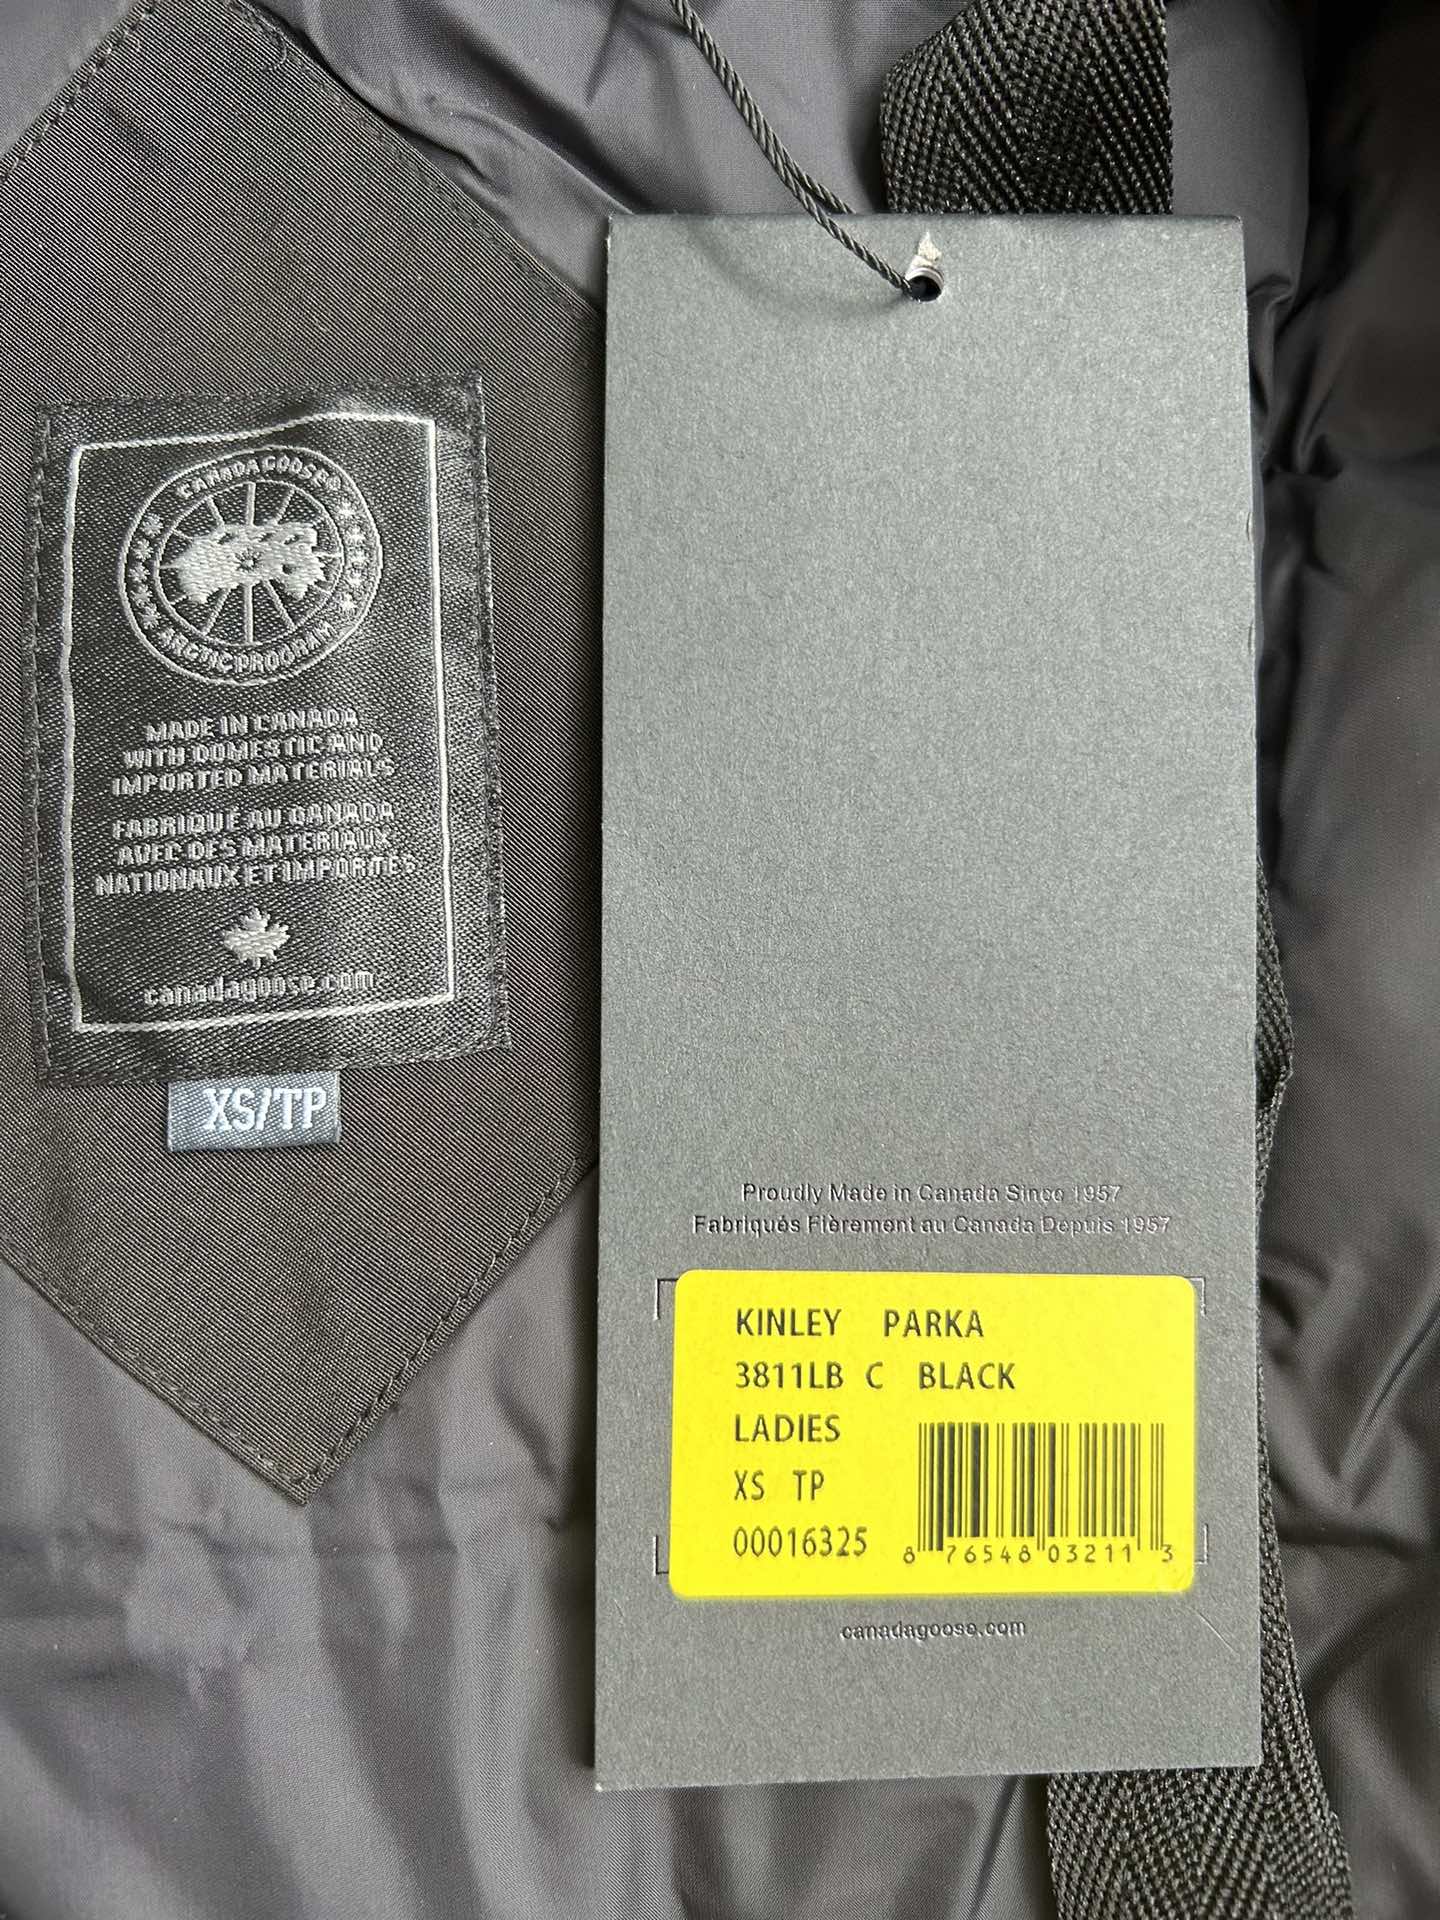 CANADA GOOSE
ARCTIC PROGRAM
MADE IN CANADA
WITH DOMESTIC AND
IMPORTED MATERIALS
FABRIQUÉ AU CANADA
AVEC DES MATERIAUX
NATIONAUX ET IMPORTÉS
canadagoose.com
XS/TP
Proudly Made in Canada Since 1957
Fabriqués Fièrement au Canada Depuis 1957
KINLEY PARKA
3811LB C BLACK
LADIES
XS TP
00016325
8 76548 03211 3
canadagoose.com